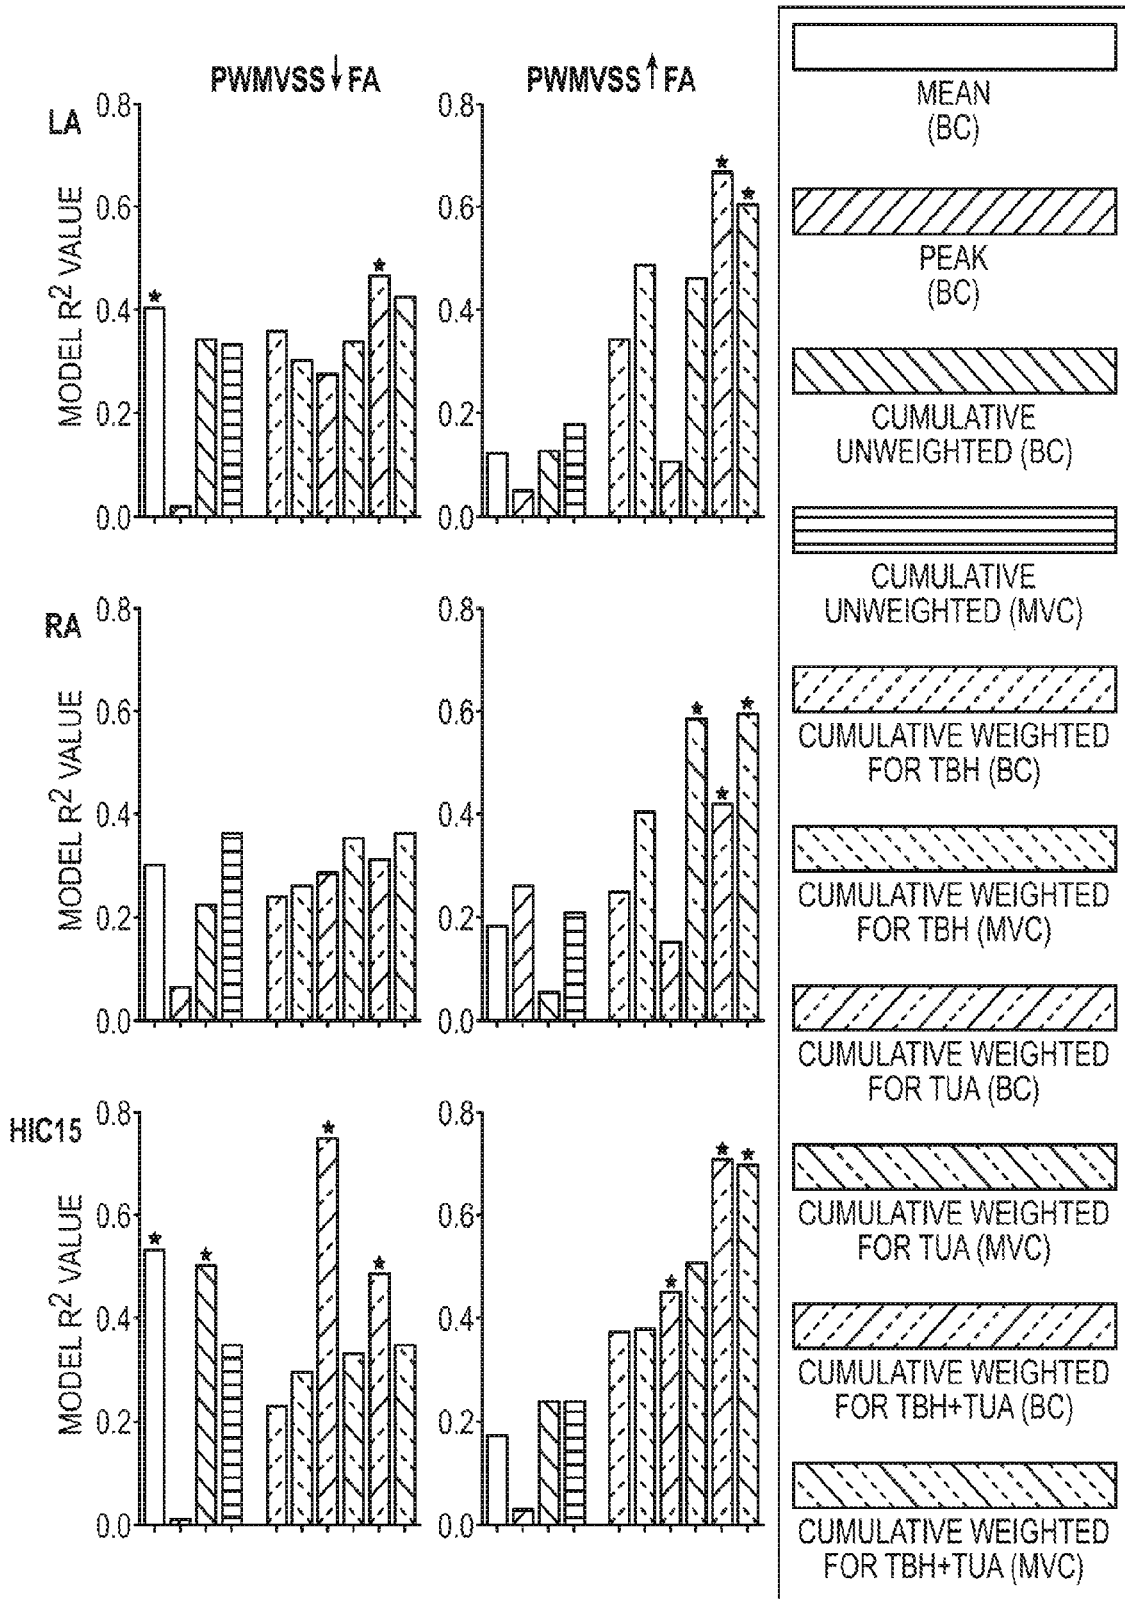 PWMVSS↓FA
PWMVSS↑FA
LA
MODEL R² VALUE
0.8
0.6
0.4
0.2
0.0
*
*
0.8
0.6
0.4
0.2
0.0
*
*
RA
MODEL R² VALUE
0.8
0.6
0.4
0.2
0.0
0.8
0.6
0.4
0.2
0.0
*
*
*
HIC15
MODEL R² VALUE
0.8
0.6
0.4
0.2
0.0
*
*
*
*
0.8
0.6
0.4
0.2
0.0
*
*
*
MEAN
(BC)
PEAK
(BC)
CUMULATIVE
UNWEIGHTED (BC)
CUMULATIVE
UNWEIGHTED (MVC)
CUMULATIVE WEIGHTED
FOR TBH (BC)
CUMULATIVE WEIGHTED
FOR TBH (MVC)
CUMULATIVE WEIGHTED
FOR TUA (BC)
CUMULATIVE WEIGHTED
FOR TUA (MVC)
CUMULATIVE WEIGHTED
FOR TBH+TUA (BC)
CUMULATIVE WEIGHTED
FOR TBH+TUA (MVC)